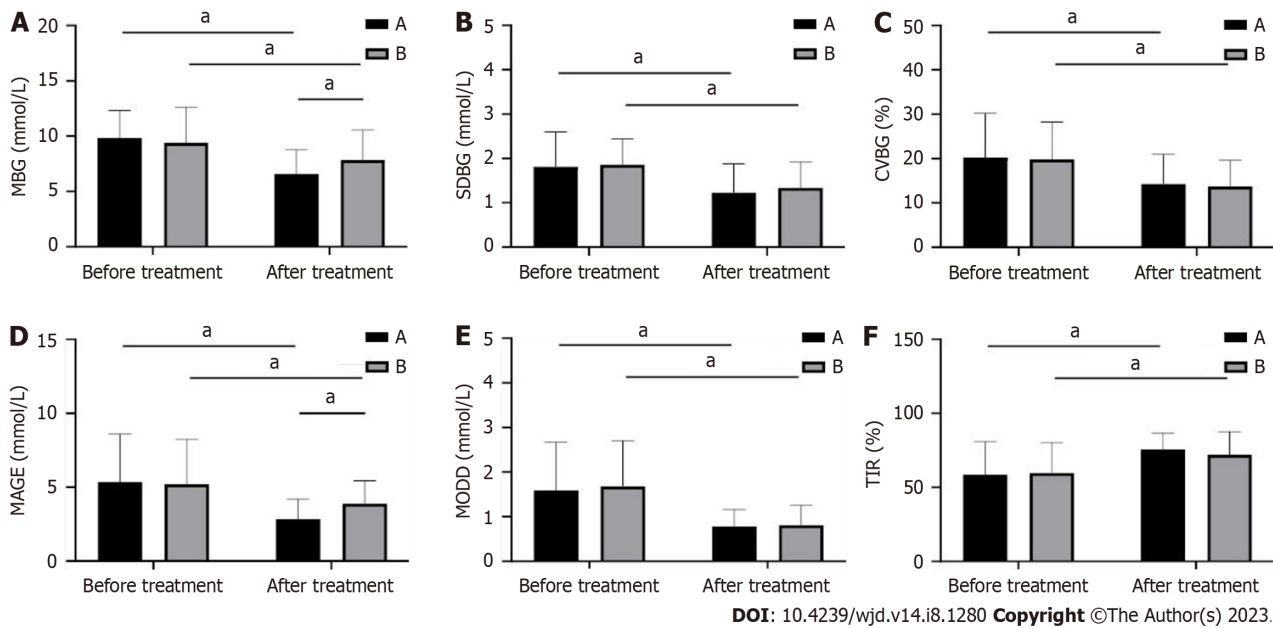 A
MBG (mmol/L)
20
15
10
5
0
a
a
a
A
B
Before treatment
After treatment
B
SDBG (mmol/L)
5
4
3
2
1
0
a
a
A
B
Before treatment
After treatment
C
CVBG (%)
50
40
30
20
10
0
a
a
A
B
Before treatment
After treatment
D
MAGE (mmol/L)
15
10
5
0
a
a
a
A
B
Before treatment
After treatment
E
MODD (mmol/L)
5
4
3
2
1
0
a
a
A
B
Before treatment
After treatment
F
TIR (%)
150
100
50
0
a
a
A
B
Before treatment
After treatment
DOI: 10.4239/wjd.v14.i8.1280 Copyright ©The Author(s) 2023.